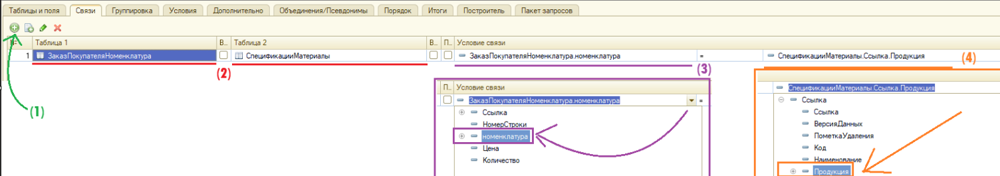 Таблицы и поля Связи Группировка Условия Дополнительно Объединения/Псевдонимы Порядок Итоги Построитель Пакет запросов
№ Таблица 1 В... Таблица 2 В... П... Условие связи
1 ЗаказПокупателяНоменклатура СпецификацииМатериалы ЗаказПокупателяНоменклатура.номенклатура = СпецификацииМатериалы.Ссылка.Продукция
(1)
(2)
(3)
(4)
П... Условие связи
ЗаказПокупателяНоменклатура.номенклатура =
Ссылка
НомерСтроки
номенклатура
Цена
Количество
СпецификацииМатериалы.Ссылка.Продукция
Ссылка
Ссылка
ВерсияДанных
ПометкаУдаления
Код
Наименование
Продукция